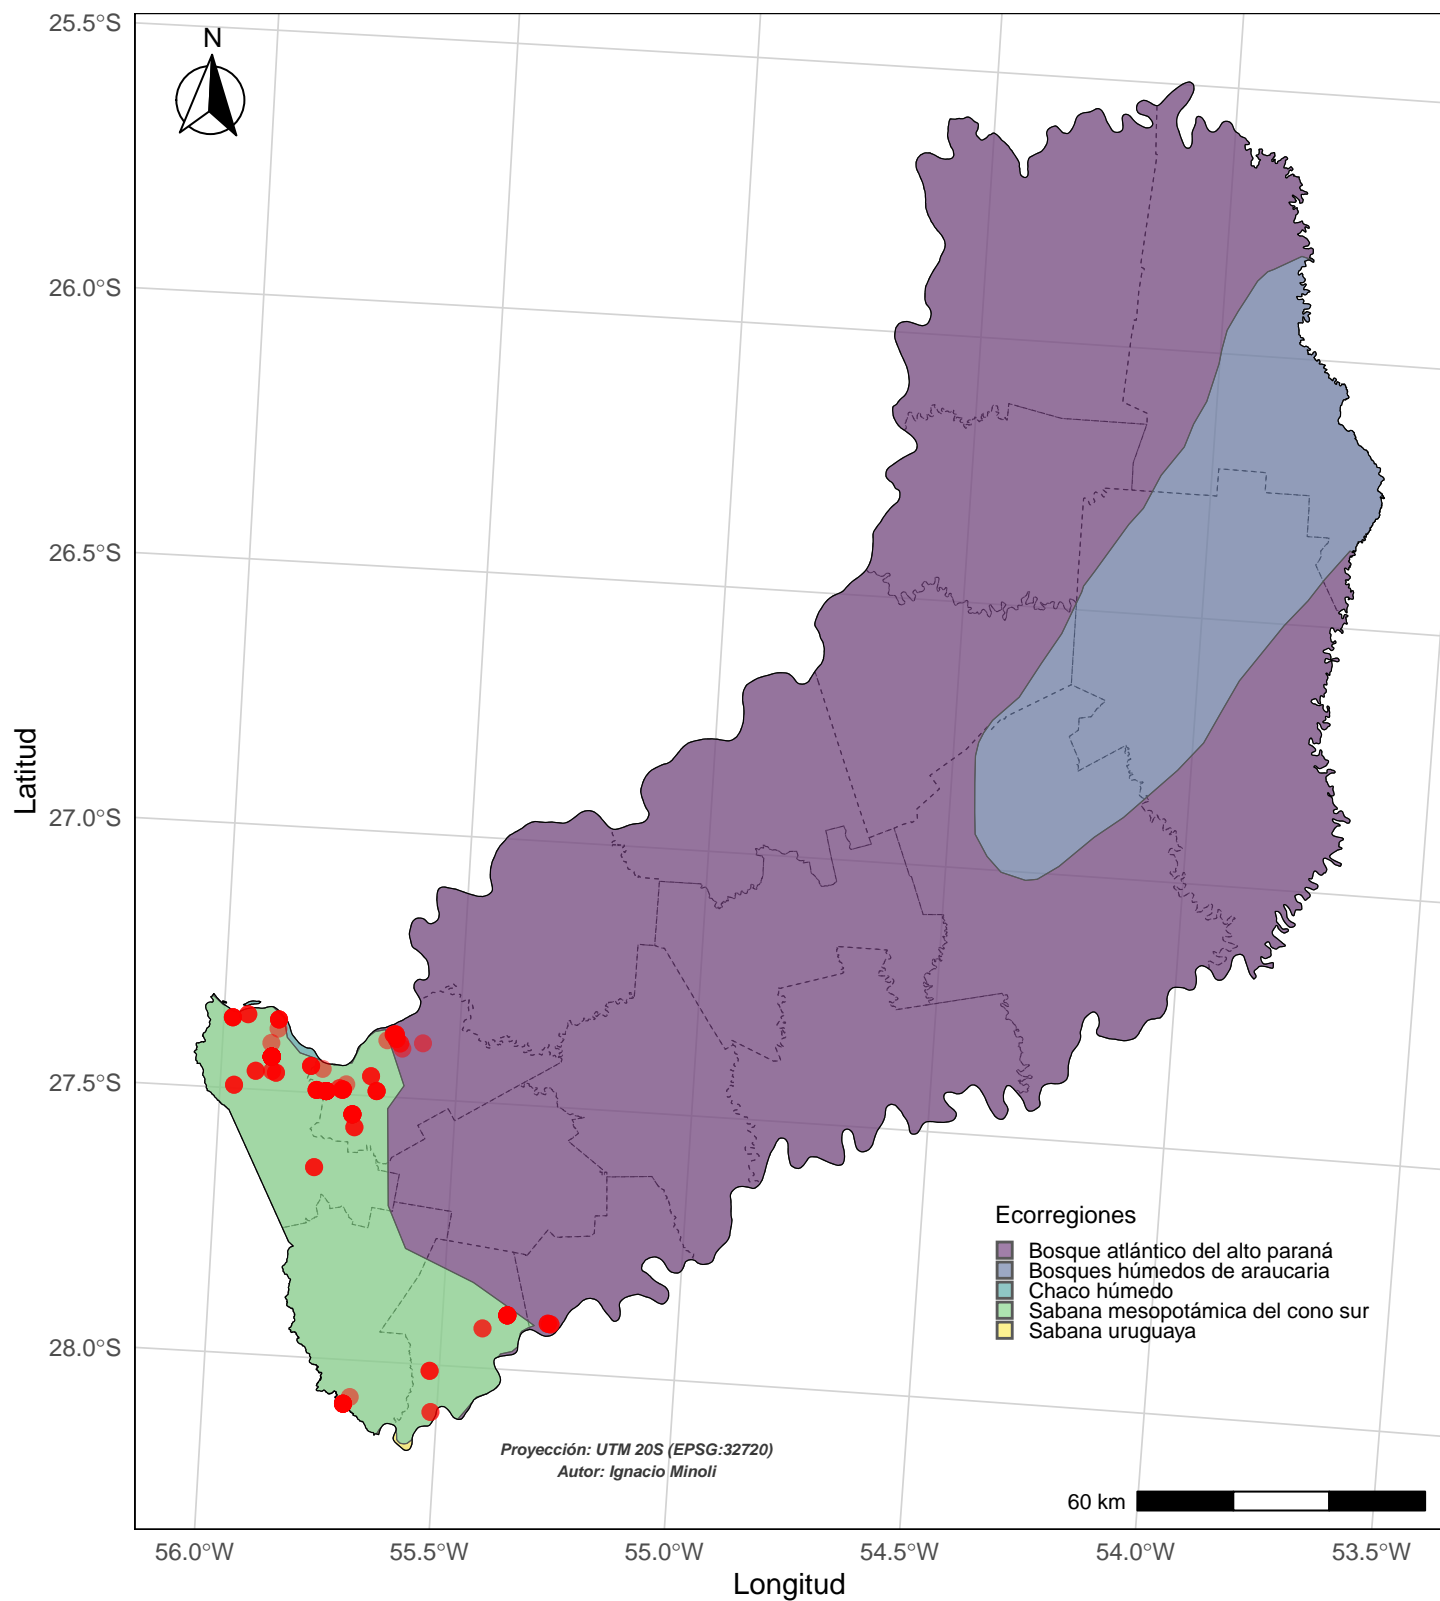 N
25.5°S
26.0°S
26.5°S
27.0°S
27.5°S
28.0°S
Latitud
Ecorregiones
Bosque atlántico del alto paraná
Bosques húmedos de araucaria
Chaco húmedo
Sabana mesopotámica del cono sur
Sabana uruguaya
Proyección: UTM 20S (EPSG:32720)
Autor: Ignacio Minoli
60 km
56.0°W
55.5°W
55.0°W
54.5°W
54.0°W
53.5°W
Longitud